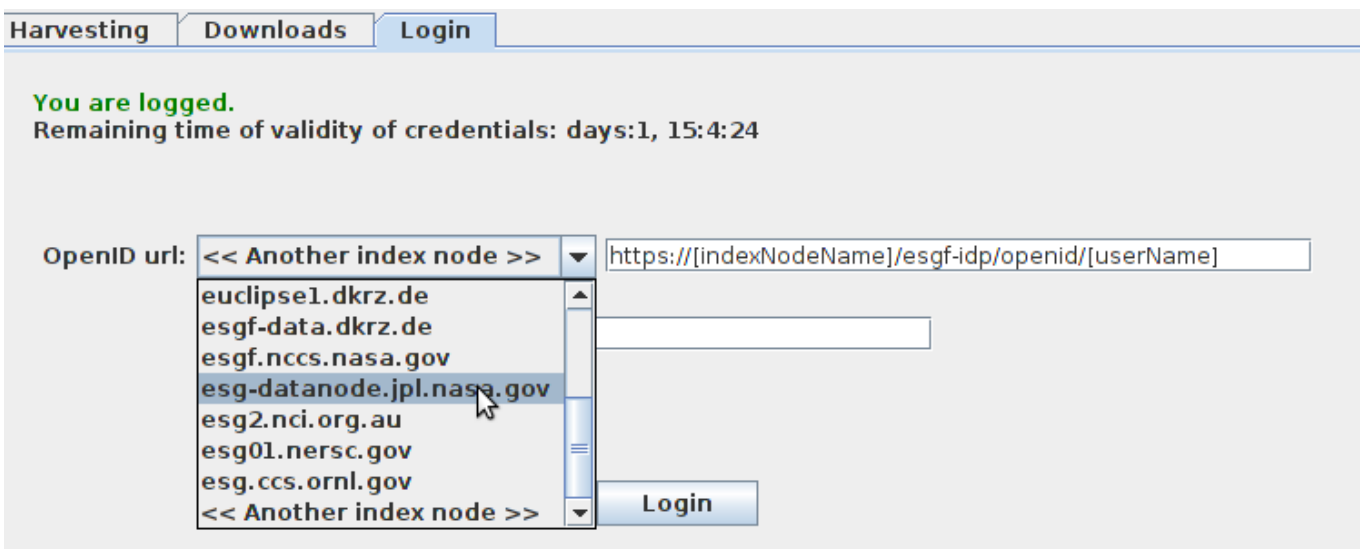 Harvesting Downloads Login
You are logged.
Remaining time of validity of credentials: days:1, 15:4:24
OpenID url: << Another index node >> https://[indexNodeName]/esgf-idp/openid/[userName]
euclipse1.dkrz.de
esgf-data.dkrz.de
esgf.nccs.nasa.gov
esg-datanode.jpl.nasa.gov
esg2.nci.org.au
esg01.nersc.gov
esg.ccs.ornl.gov
<< Another index node >>
Login